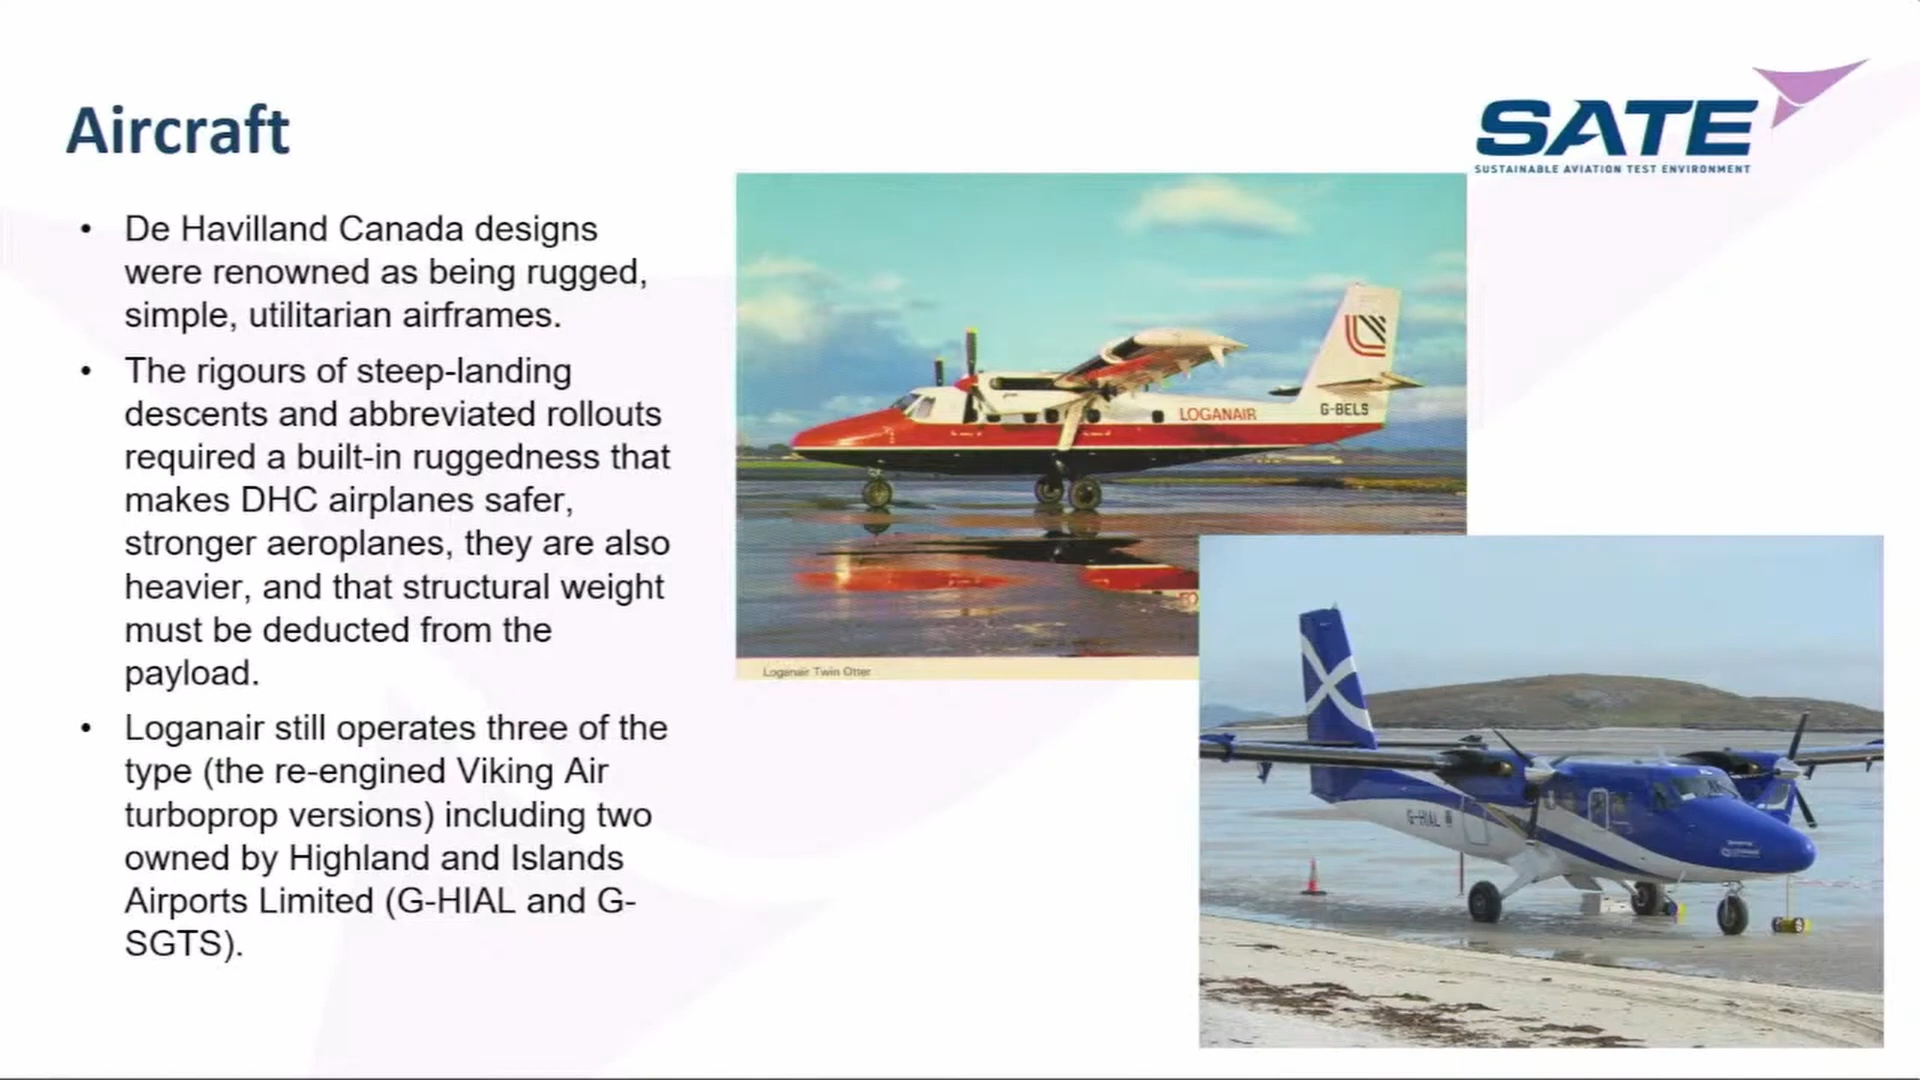 Aircraft
SATE
SUSTAINABLE AVIATION TEST ENVIRONMENT
• De Havilland Canada designs
were renowned as being rugged,
simple, utilitarian airframes.
• The rigours of steep-landing
descents and abbreviated rollouts
required a built-in ruggedness that
makes DHC airplanes safer,
stronger aeroplanes, they are also
heavier, and that structural weight
must be deducted from the
payload.
• Loganair still operates three of the
type (the re-engined Viking Air
turboprop versions) including two
owned by Highland and Islands
Airports Limited (G-HIAL and G-
SGTS).
LOGANAIR
G-BELS
Loganair Twin Otter
G-HIAL